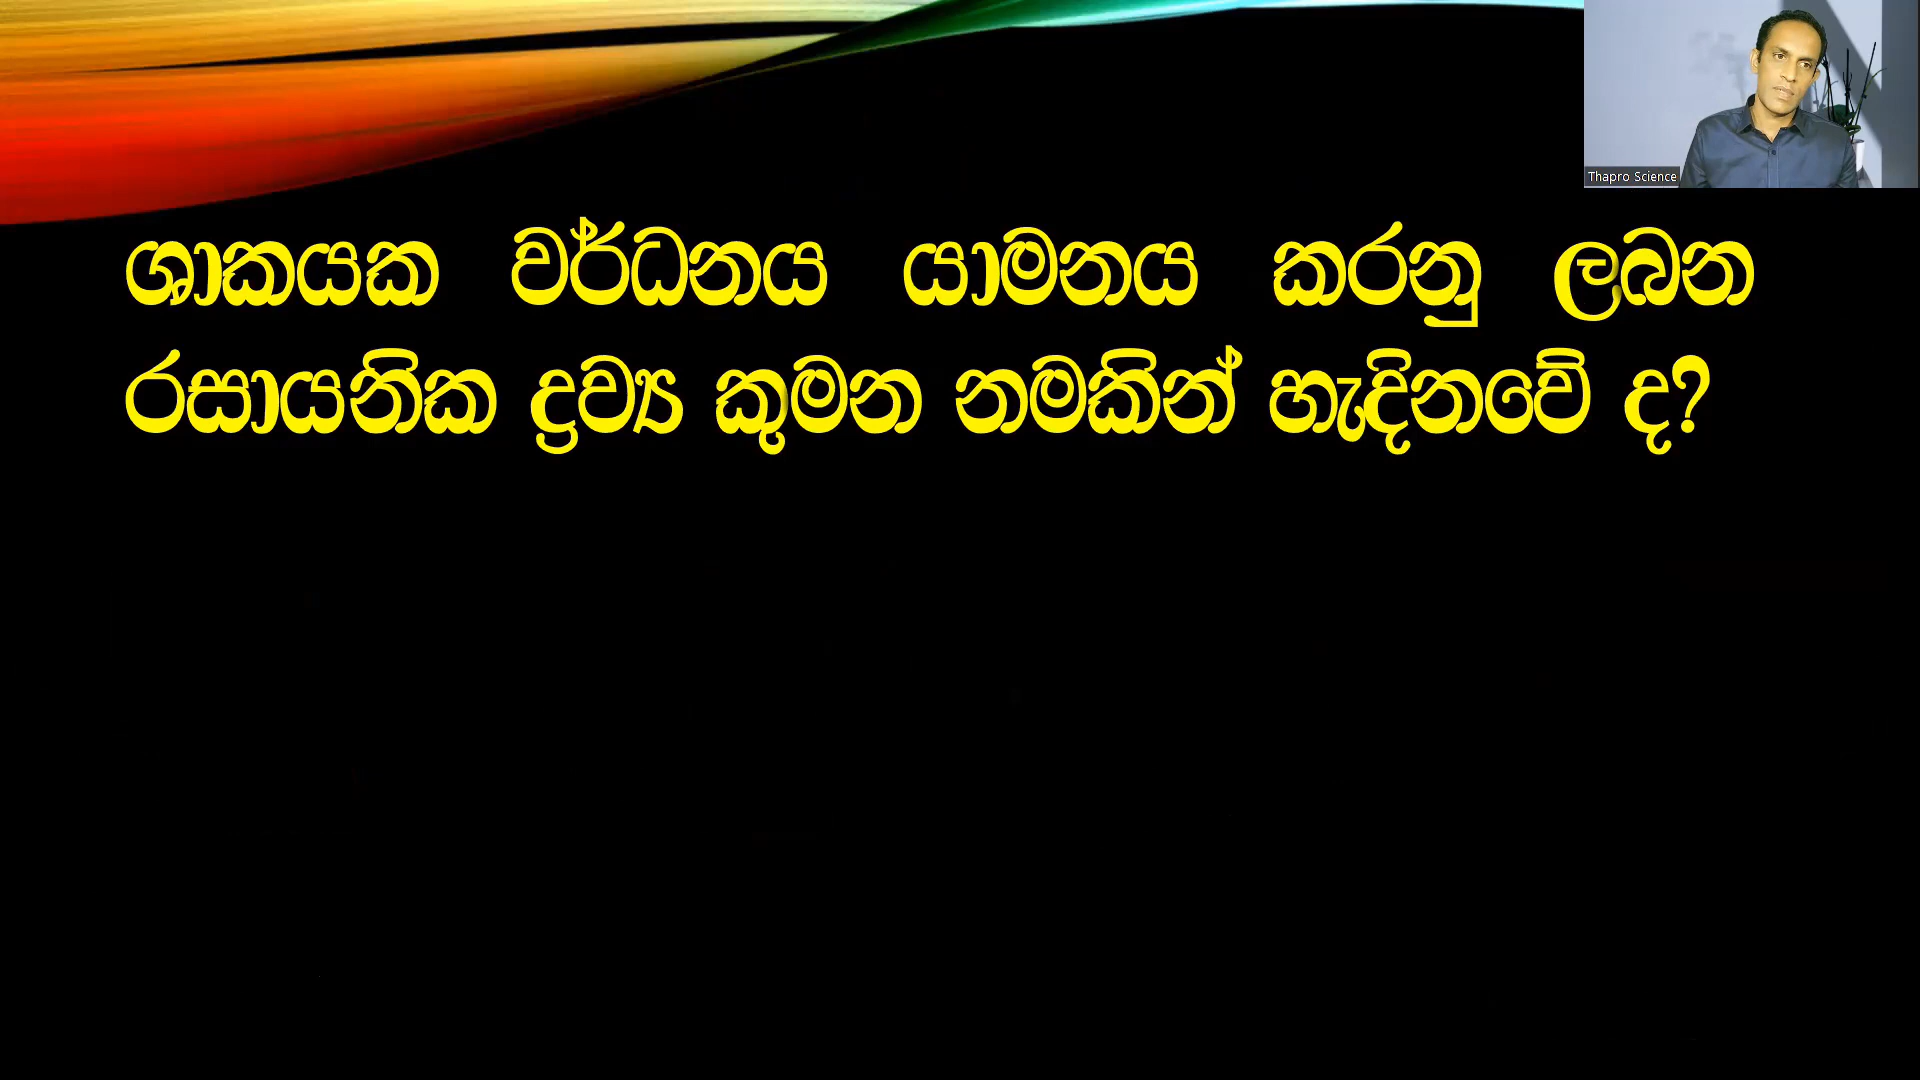 Thapro Science
ශාකයක වර්ධනය යාමනය කරනු ලබන
රසායනික ද්‍රව්‍ය කුමන නමකින් හැඳිනවේ ද?